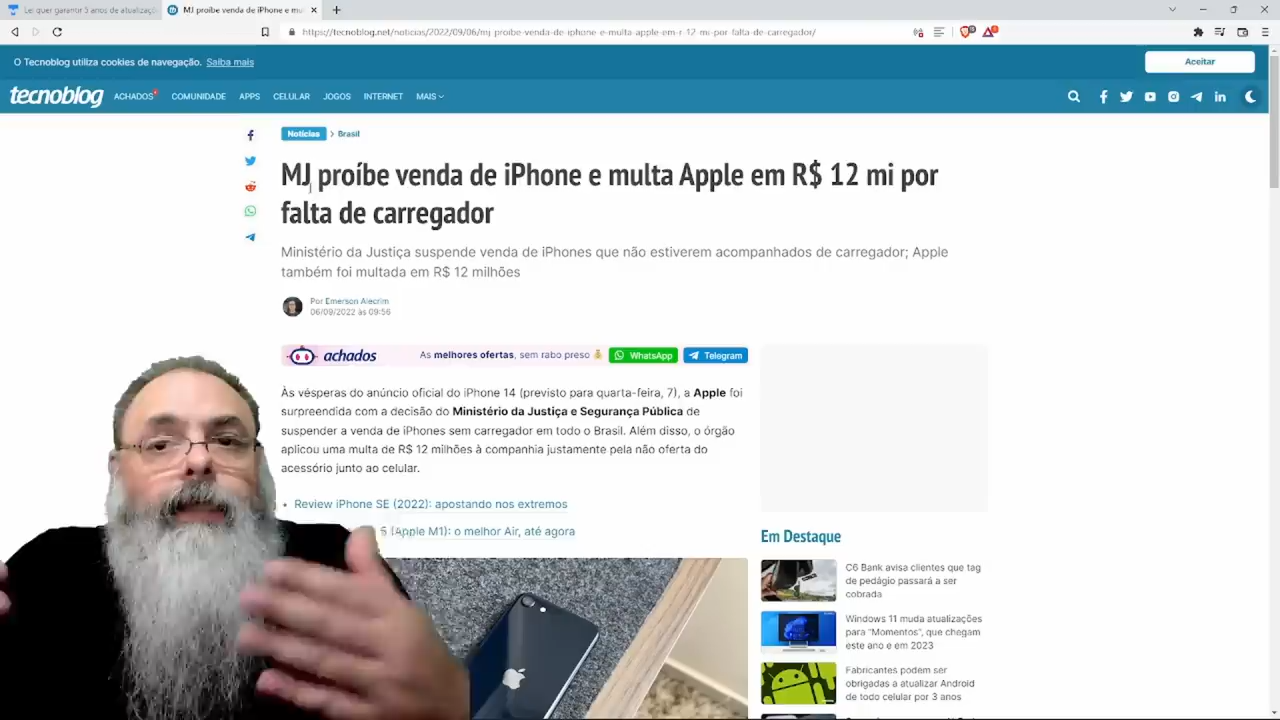 Lei quer garantir 5 anos de atualizaçõ
MJ proíbe venda de iPhone e mu
https://tecnoblog.net/noticias/2022/09/06/mj-proibe-venda-de-iphone-e-multa-apple-em-r-12-mi-por-falta-de-carregador/
O Tecnoblog utiliza cookies de navegação. Saiba mais
Aceitar
tecnoblog
ACHADOS COMUNIDADE APPS CELULAR JOGOS INTERNET MAIS
Notícias > Brasil
MJ proíbe venda de iPhone e multa Apple em R$ 12 mi por
falta de carregador
Ministério da Justiça suspende venda de iPhones que não estiverem acompanhados de carregador; Apple
também foi multada em R$ 12 milhões
Por Emerson Alecrim
06/09/2022 às 09:56
achados
As melhores ofertas, sem rabo preso
WhatsApp
Telegram
Às vésperas do anúncio oficial do iPhone 14 (previsto para quarta-feira, 7), a Apple foi
surpreendida com a decisão do Ministério da Justiça e Segurança Pública de
suspender a venda de iPhones sem carregador em todo o Brasil. Além disso, o órgão
aplicou uma multa de R$ 12 milhões à companhia justamente pela não oferta do
acessório junto ao celular.
Review iPhone SE (2022): apostando nos extremos
(Apple M1): o melhor Air, até agora
Em Destaque
C6 Bank avisa clientes que tag
de pedágio passará a ser
cobrada
Windows 11 muda atualizações
para "Momentos", que chegam
este ano e em 2023
Fabricantes podem ser
obrigadas a atualizar Android
de todo celular por 3 anos